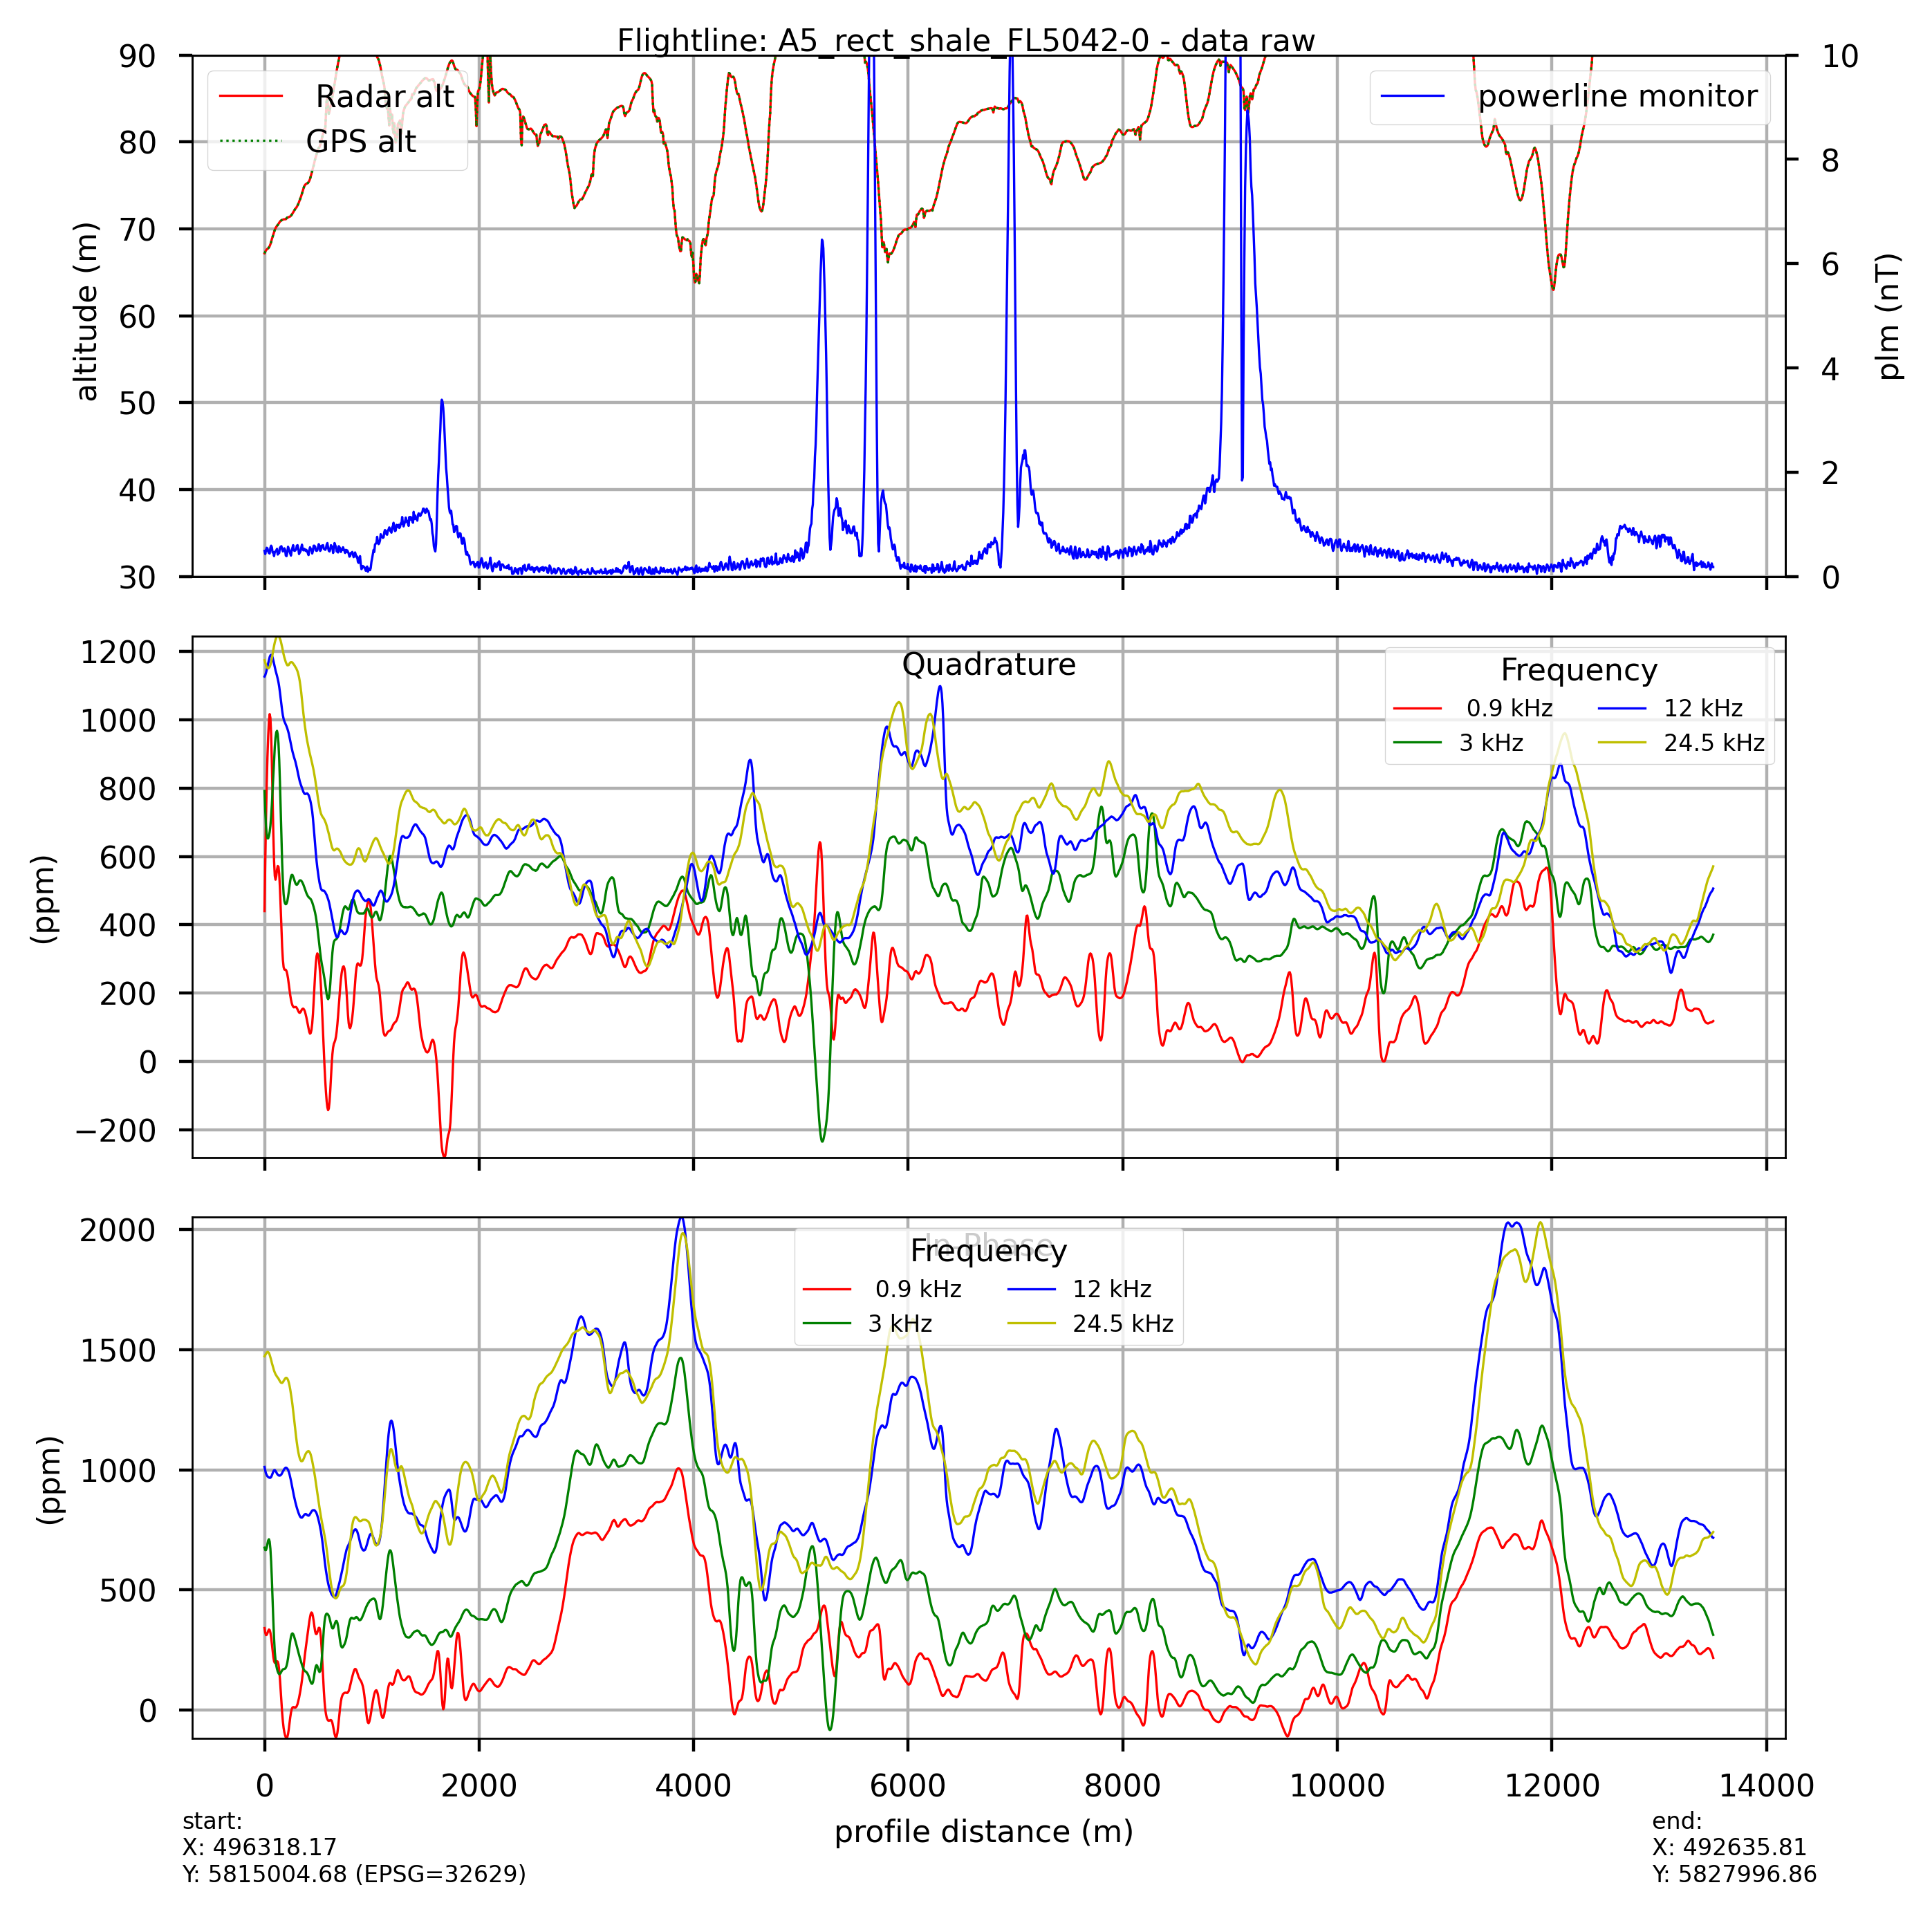 Flightline: A5_rect_shale_FL5042-0 - data raw
90
80
70
60
50
40
30
altitude (m)
Radar alt
GPS alt
powerline monitor
10
8
6
4
2
0
plm (nT)
Quadrature
1200
1000
800
600
400
200
0
−200
(ppm)
Frequency
0.9 kHz 12 kHz
3 kHz 24.5 kHz
In-Phase
2000
1500
1000
500
0
(ppm)
Frequency
0.9 kHz 12 kHz
3 kHz 24.5 kHz
0 2000 4000 6000 8000 10000 12000 14000
profile distance (m)
start:
X: 496318.17
Y: 5815004.68 (EPSG=32629)
end:
X: 492635.81
Y: 5827996.86